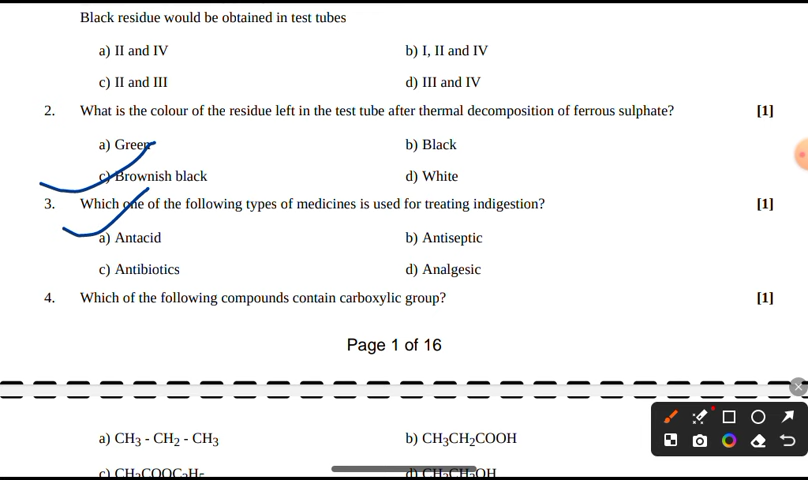 Black residue would be obtained in test tubes
a) II and IV
b) I, II and IV
c) II and III
d) III and IV
2. What is the colour of the residue left in the test tube after thermal decomposition of ferrous sulphate? [1]
a) Green
b) Black
c) Brownish black
d) White
3. Which one of the following types of medicines is used for treating indigestion? [1]
a) Antacid
b) Antiseptic
c) Antibiotics
d) Analgesic
4. Which of the following compounds contain carboxylic group? [1]
Page 1 of 16
a) CH₃ - CH₂ - CH₃
b) CH₃CH₂COOH
c) CH₃COOC₂H₅
d) CH₃CH₂OH